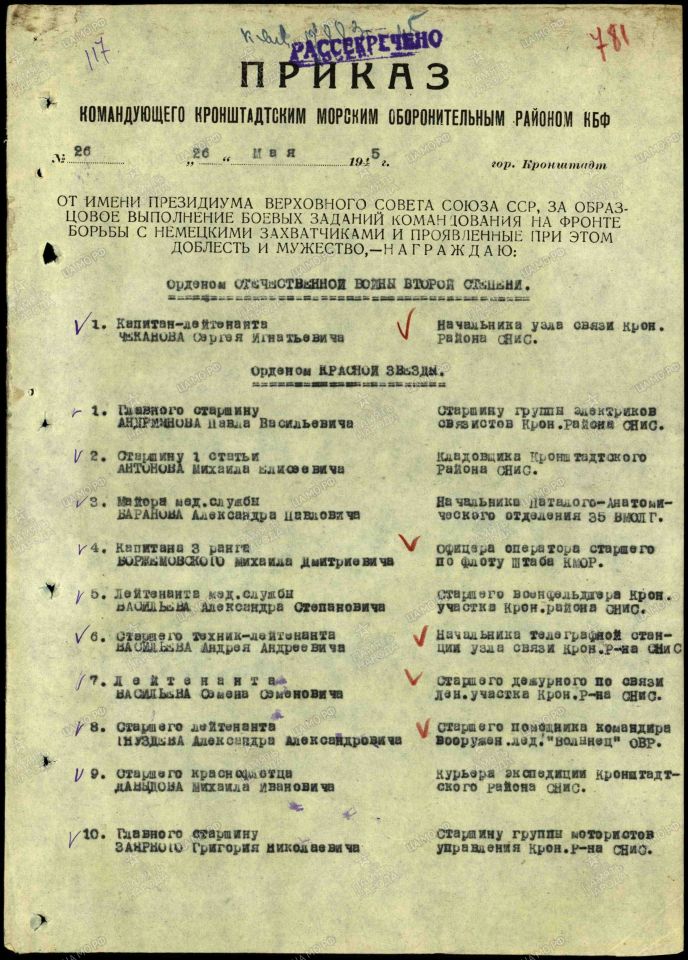 117
РАССЕКРЕЧЕНО
781
ПРИКАЗ
КОМАНДУЮЩЕГО КРОНШТАДТСКИМ МОРСКИМ ОБОРОНИТЕЛЬНЫМ РАЙОНОМ КБФ
№ 26 „ 26 “ Мая 1945 г. гор. Кронштадт
ОТ ИМЕНИ ПРЕЗИДИУМА ВЕРХОВНОГО СОВЕТА СОЮЗА ССР, ЗА ОБРАЗ-
ЦОВОЕ ВЫПОЛНЕНИЕ БОЕВЫХ ЗАДАНИЙ КОМАНДОВАНИЯ НА ФРОНТЕ
БОРЬБЫ С НЕМЕЦКИМИ ЗАХВАТЧИКАМИ И ПРОЯВЛЕННЫЕ ПРИ ЭТОМ
ДОБЛЕСТЬ И МУЖЕСТВО,—НАГРАЖДАЮ:
Орденом ОТЕЧЕСТВЕННОЙ ВОЙНЫ ВТОРОЙ СТЕПЕНИ.
1. Капитан-лейтенанта Начальника узла связи Крон.
ЧЕКАНОВА Сергея Игнатьевича Района СНиС.
Орденом КРАСНОЙ ЗВЕЗДЫ.
1. Главного старшину Старшину группы электриков
Павла Васильевича связистов Крон.Района СНиС.
2. Старшину 1 статьи Кладовщика Кронштадтского
АНТОНОВА Михаила Елисеевича Района СНиС.
3. Майора мед.службы Начальника Паталого-Анатоми-
БАРАНОВА Александра Павловича ческого отделения 35 ВМОЛГ.
4. Капитана 3 ранга Офицера оператора старшего
БОРЖЕМОВСКОГО Михаила Дмитриевича по флоту Штаба КМОР.
5. Лейтенанта мед.службы Старшего военфельдшера Крон.
ВАСИЛЬЕВА Александра Степановича участка Крон.района СНиС.
6. Старшего техник-лейтенанта Начальника телеграфной стан-
ВАСИЛЬЕВА Андрея Андреевича ции узла связи Крон.Р-на СНиС
7. Лейтенанта Старшего дежурного по связи
ВАСИЛЬЕВА Семена Семеновича Лен.участка Крон.Р-на СНиС.
8. Старшего лейтенанта Старшего помощника командира
ГНУЗДЕВА Александра Александровича Вооружен.лед."Волынец" ОВР.
9. Старшего краснофлотца Курьера экспедиции Кронштадт-
ДАВЫДОВА Михаила Ивановича ского Района СНиС.
10. Главного старшину Старшину группы мотористов
Григория Николаевича управления Крон.Р-на СНиС.